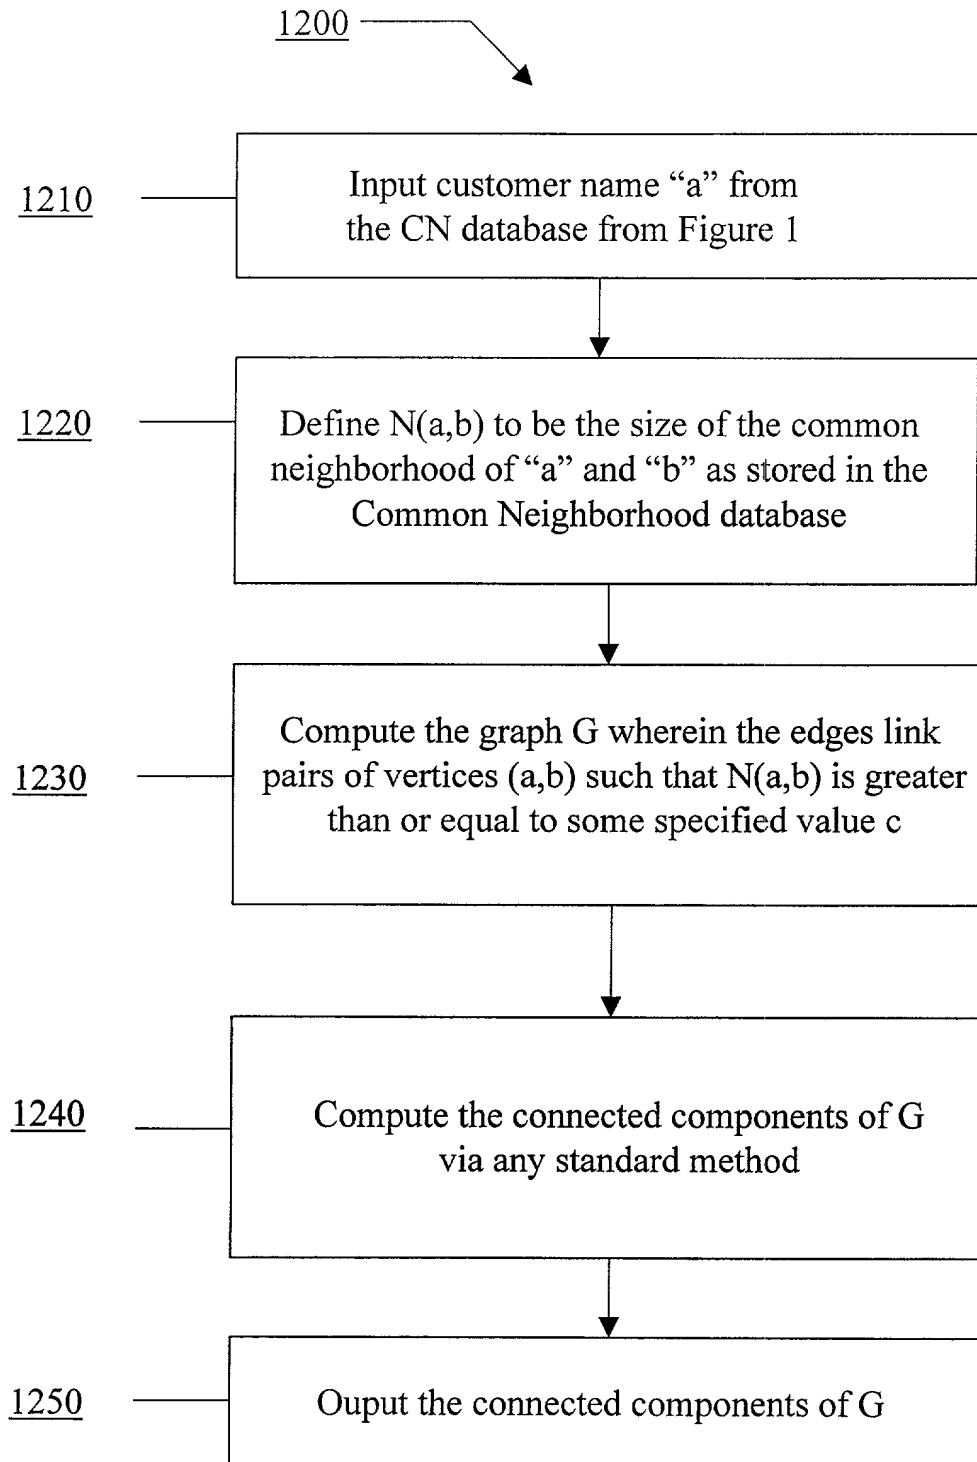 1200
1210
Input customer name “a” from
the CN database from Figure 1
1220
Define N(a,b) to be the size of the common
neighborhood of “a” and “b” as stored in the
Common Neighborhood database
1230
Compute the graph G wherein the edges link
pairs of vertices (a,b) such that N(a,b) is greater
than or equal to some specified value c
1240
Compute the connected components of G
via any standard method
1250
Ouput the connected components of G